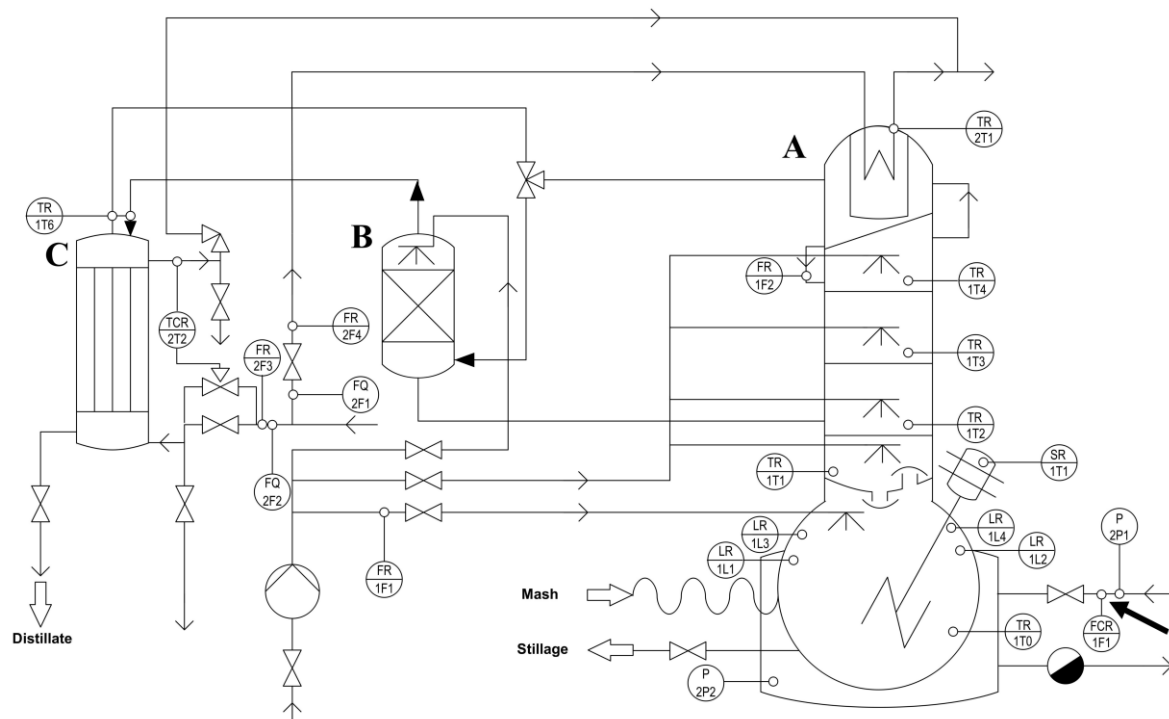 TR
2T1
A
TR
1T6
C
B
FR
1F2
TR
1T4
TCR
2T2
FR
2F3
FR
2F4
TR
1T3
FQ
2F1
TR
1T2
FQ
2F2
TR
1T1
SR
1T1
LR
1L3
LR
1L4
P
2P1
LR
1L1
LR
1L2
FR
1F1
Mash
Distillate
TR
1T0
FCR
1F1
Stillage
P
2P2